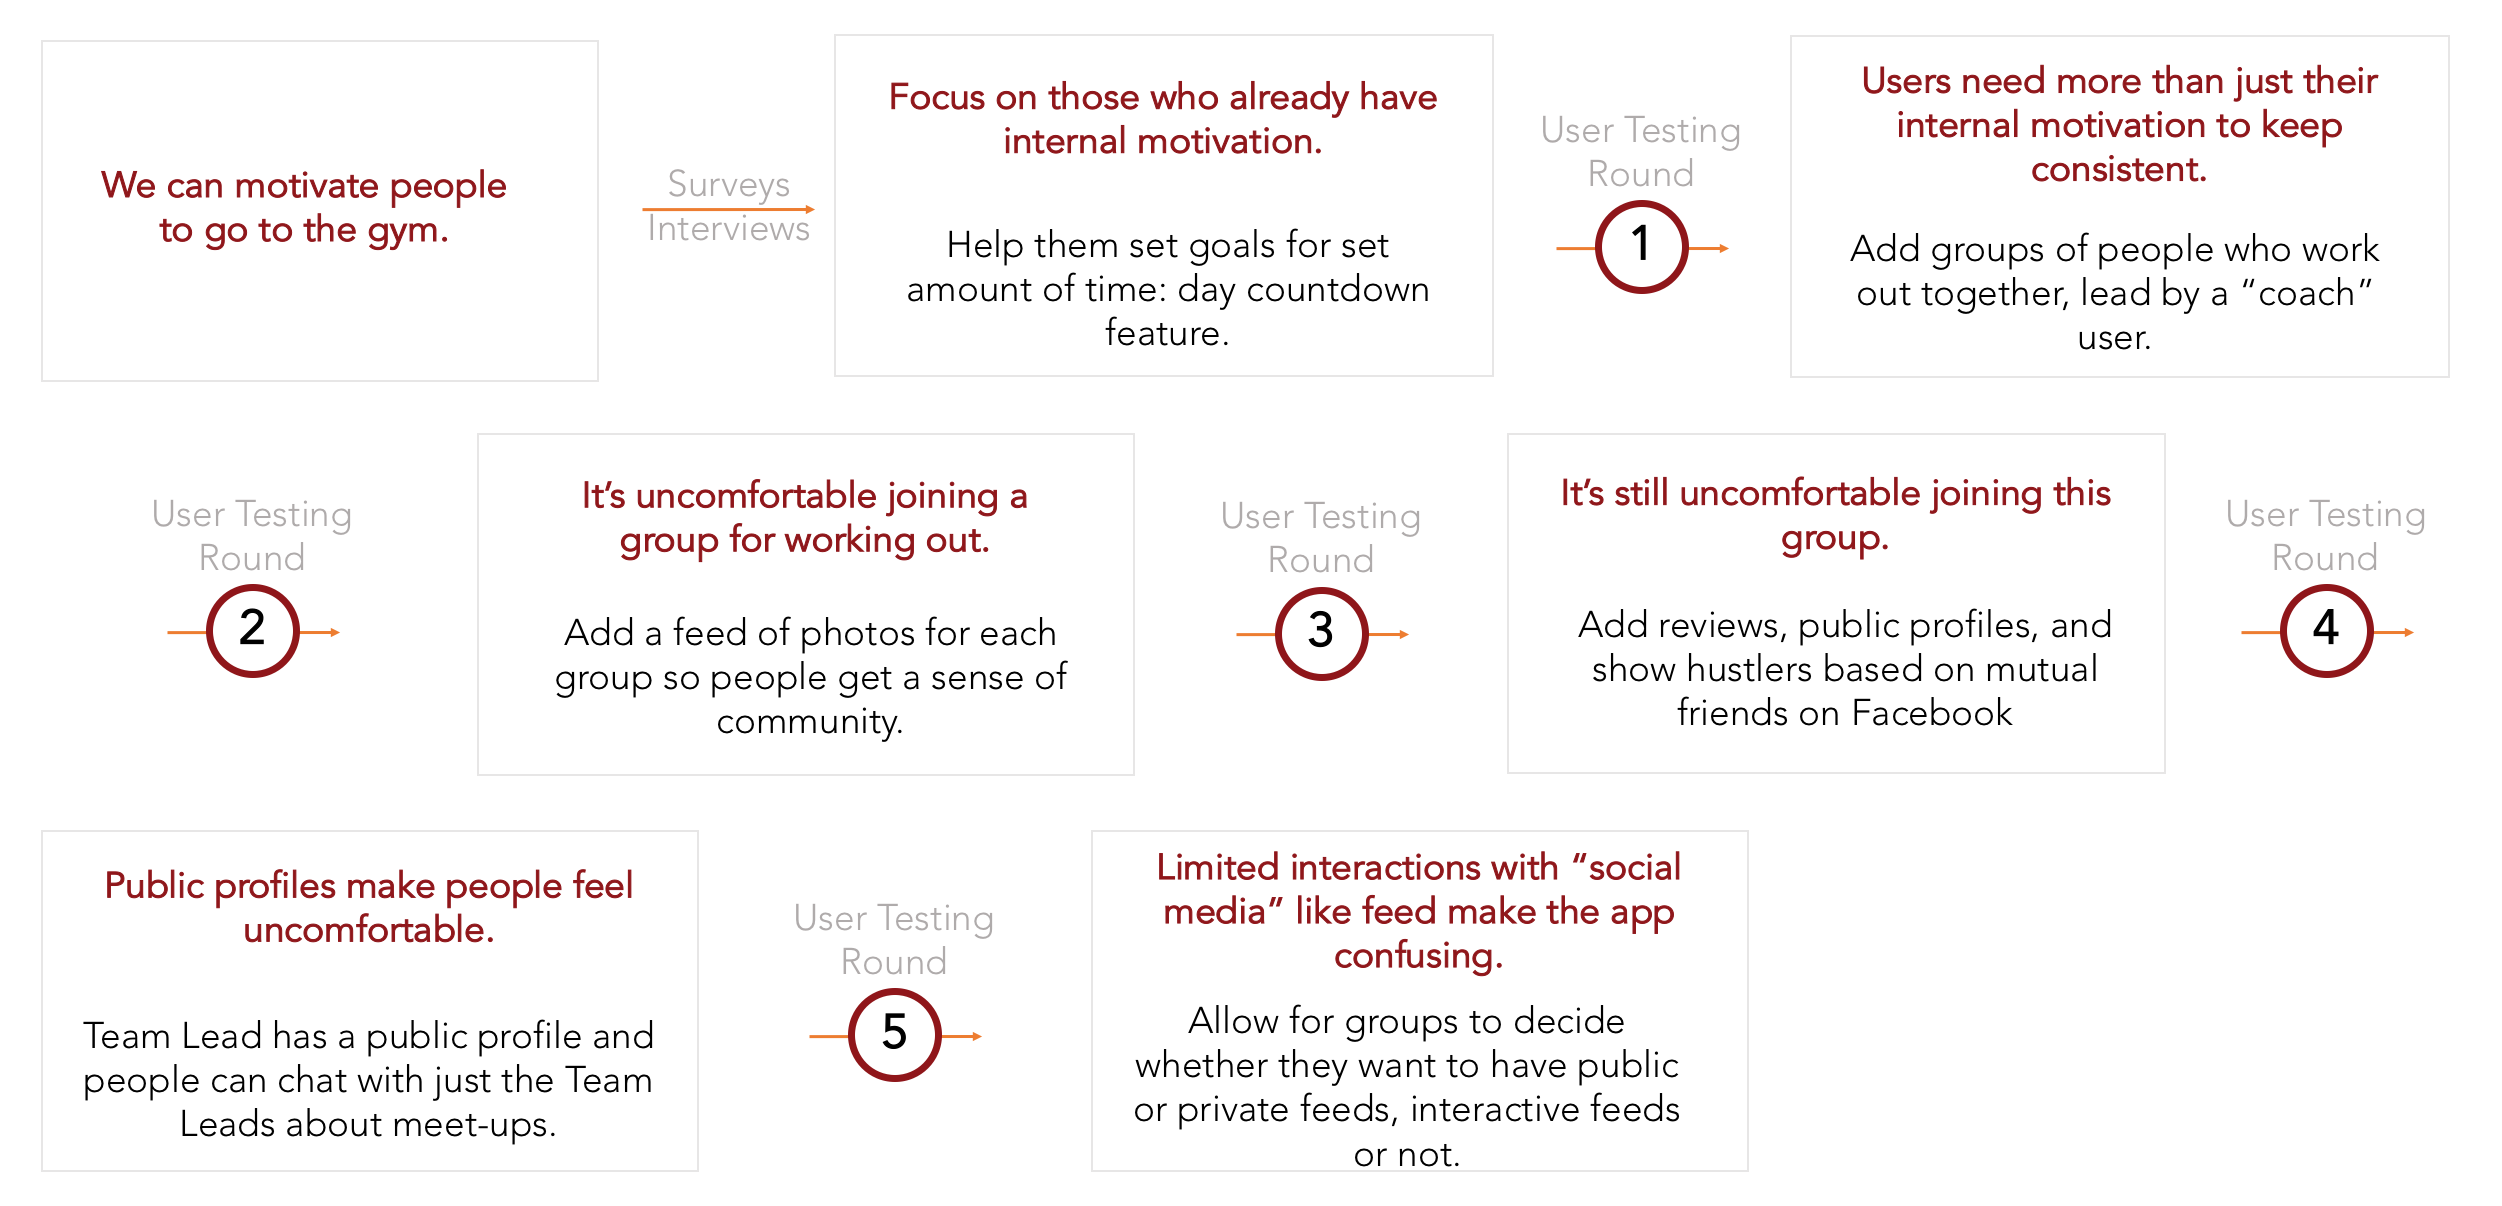 We can motivate people
to go to the gym.
Surveys
Interviews
Focus on those who already have
internal motivation.
Help them set goals for set
amount of time: day countdown
feature.
User Testing
Round
1
Users need more than just their
internal motivation to keep
consistent.
Add groups of people who work
out together, lead by a “coach”
user.
User Testing
Round
2
It’s uncomfortable joining a
group for working out.
Add a feed of photos for each
group so people get a sense of
community.
User Testing
Round
3
It’s still uncomfortable joining this
group.
Add reviews, public profiles, and
show hustlers based on mutual
friends on Facebook
User Testing
Round
4
Public profiles make people feel
uncomfortable.
Team Lead has a public profile and
people can chat with just the Team
Leads about meet-ups.
User Testing
Round
5
Limited interactions with “social
media” like feed make the app
confusing.
Allow for groups to decide
whether they want to have public
or private feeds, interactive feeds
or not.